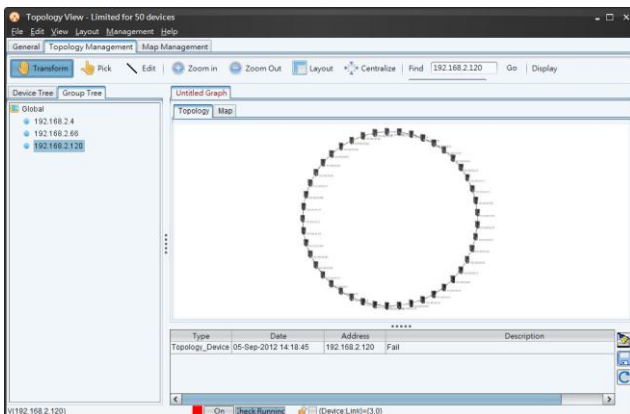 Topology View - Limited for 50 devices
File Edit View Layout Management Help
General Topology Management Map Management
Transform Pick Edit Zoom in Zoom Out Layout Centralize Find 192.168.2.120 Go Display
Device Tree Group Tree
Untitled Graph
Global
192.168.2.4
192.168.2.66
192.168.2.120
Topology Map
Type Date Address Description
Topology_Device 05-Sep-2012 14:18:45 192.168.2.120 Fail
V(192.168.2.120) On Check Running (Device:Link)=(3,0)